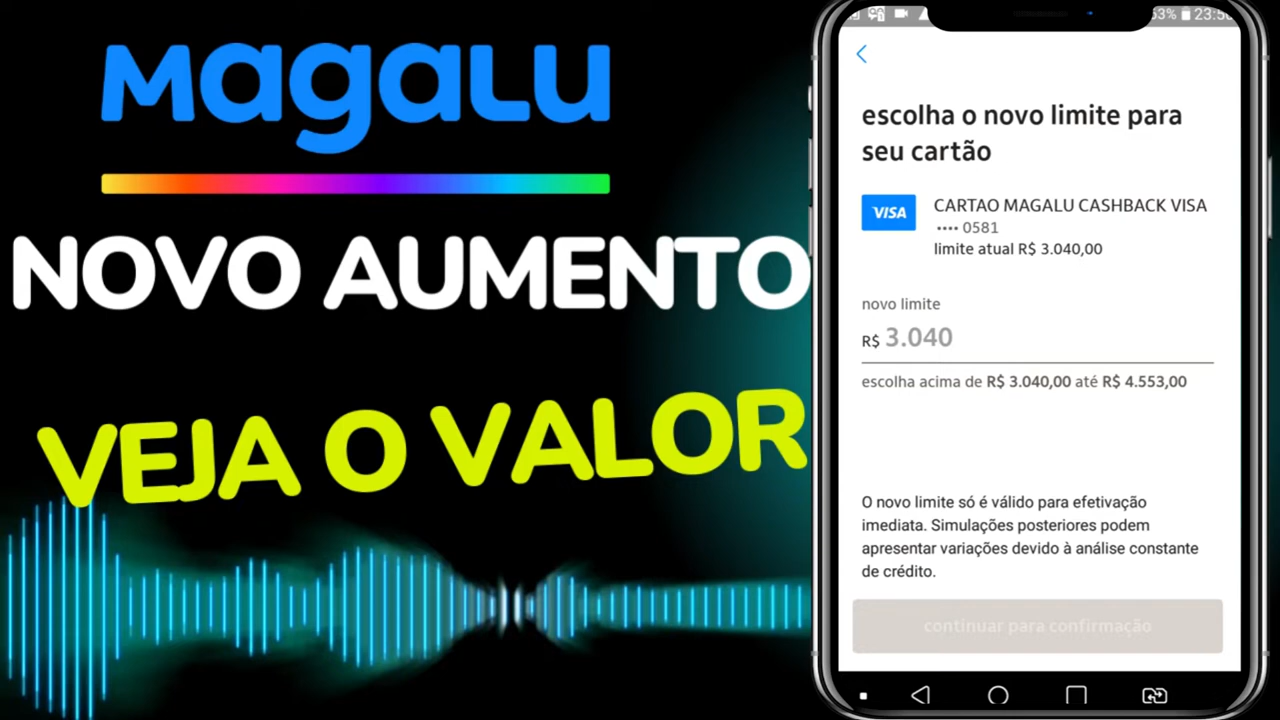 magalu
NOVO AUMENTO
VEJA O VALOR
escolha o novo limite para
seu cartão
VISA
CARTAO MAGALU CASHBACK VISA
•••• 0581
limite atual R$ 3.040,00
novo limite
R$ 3.040
escolha acima de R$ 3.040,00 até R$ 4.553,00
O novo limite só é válido para efetivação
imediata. Simulações posteriores podem
apresentar variações devido à análise constante
de crédito.
continuar para confirmação